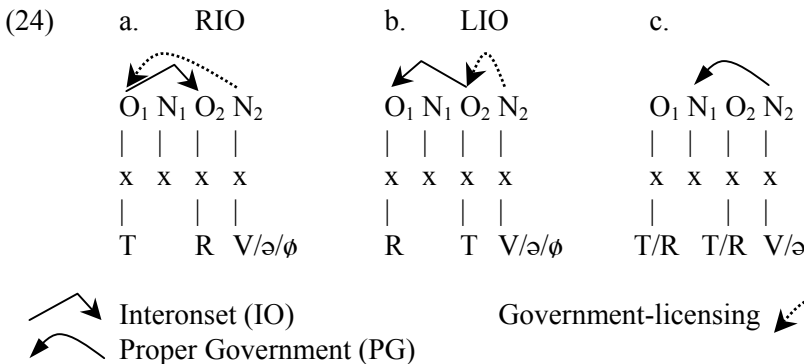 (24) a. RIO b. LIO c.
O₁ N₁ O₂ N₂ O₁ N₁ O₂ N₂ O₁ N₁ O₂ N₂
| | | | | | | | | | | |
x x x x x x x x x x x x
| | | | | | | | |
T R V/ə/ø R T V/ə/ø T/R T/R V/ə
Interonset (IO) Government-licensing
Proper Government (PG)